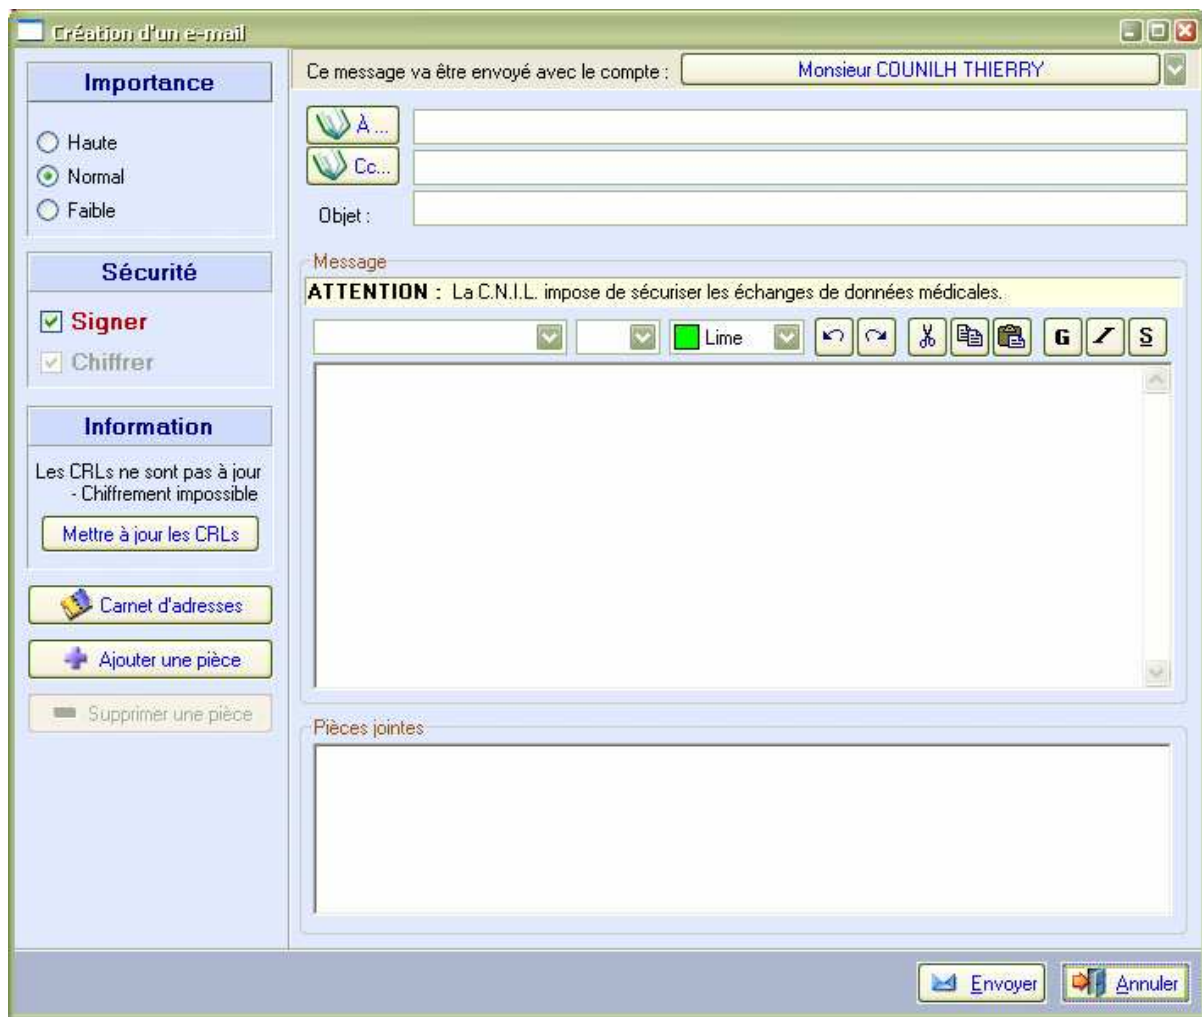 Création d'un e-mail
Importance
Haute
Normal
Faible
Sécurité
Signer
Chiffrer
Information
Les CRLs ne sont pas à jour
- Chiffrement impossible
Mettre à jour les CRLs
Carnet d'adresses
Ajouter une pièce
Supprimer une pièce
Ce message va être envoyé avec le compte : Monsieur COUNILH THIERRY
À ...
Cc...
Objet :
Message
ATTENTION : La C.N.I.L. impose de sécuriser les échanges de données médicales.
Lime G I S
Pièces jointes
Envoyer Annuler